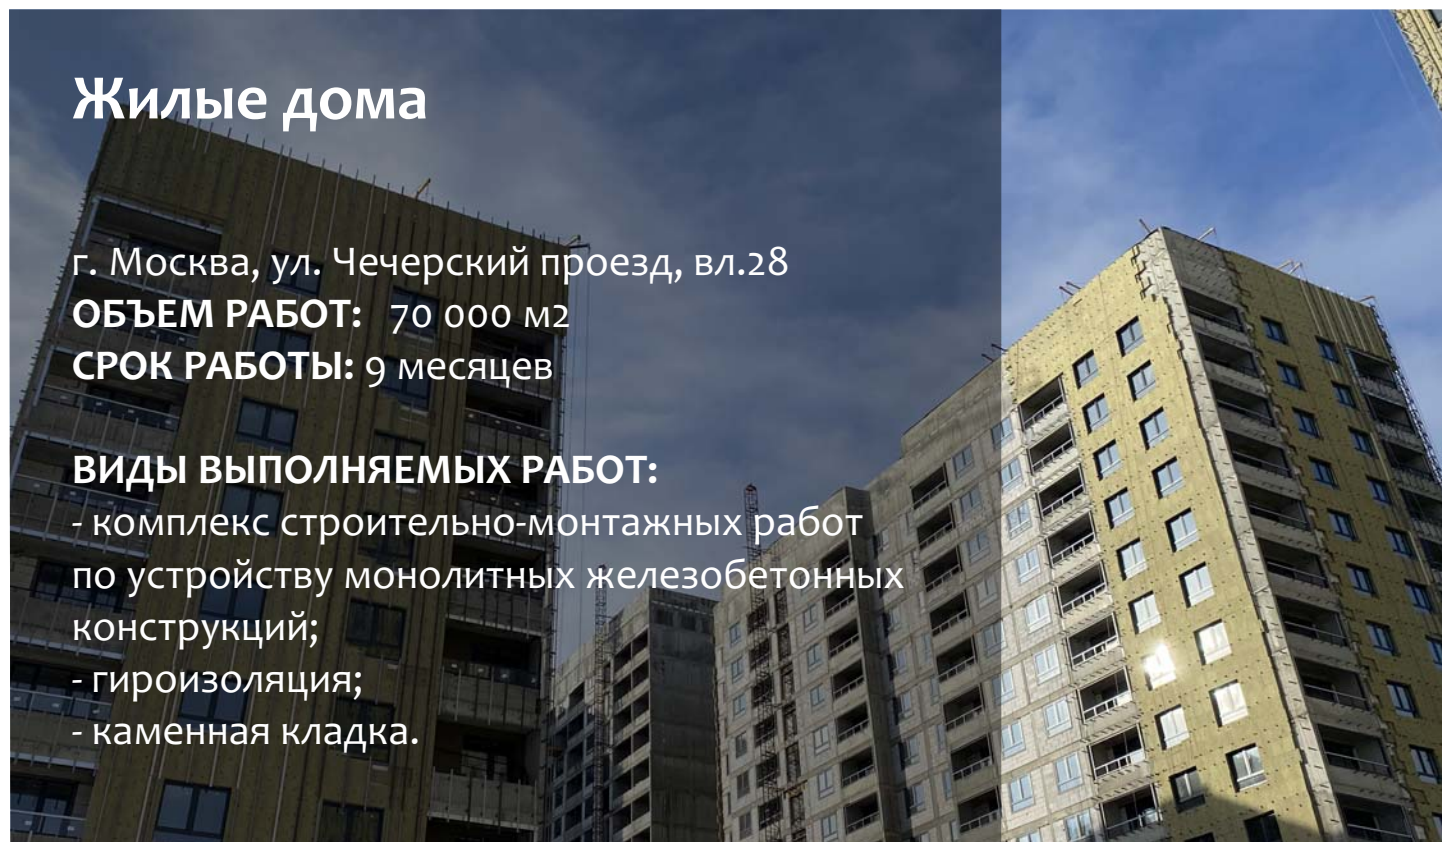 Жилые дома
г. Москва, ул. Чечерский проезд, вл.28
ОБЪЕМ РАБОТ: 70 000 м2
СРОК РАБОТЫ: 9 месяцев
ВИДЫ ВЫПОЛНЯЕМЫХ РАБОТ:
- комплекс строительно-монтажных работ
по устройству монолитных железобетонных
конструкций;
- гироизоляция;
- каменная кладка.